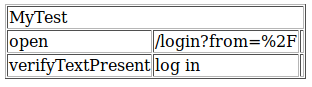 MyTest
open /login?from=%2F
verifyTextPresent log in